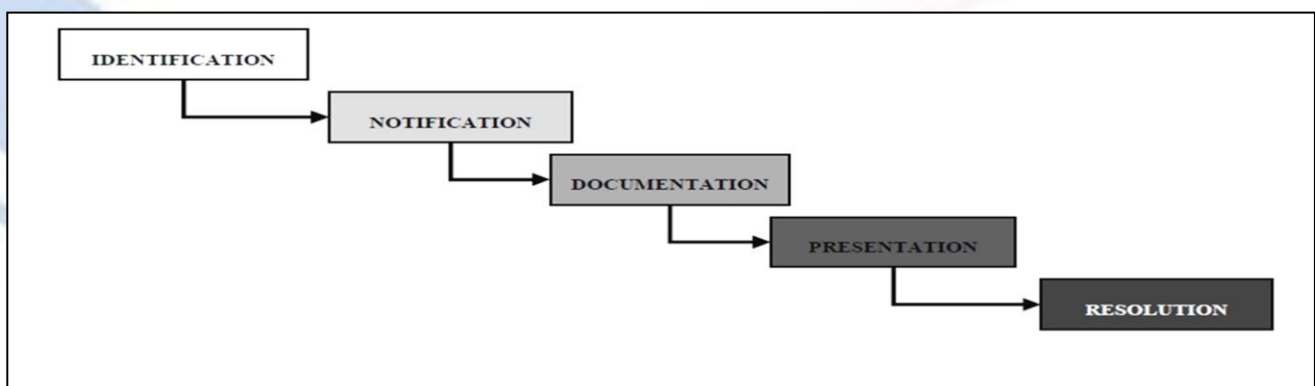 IDENTIFICATION
NOTIFICATION
DOCUMENTATION
PRESENTATION
RESOLUTION